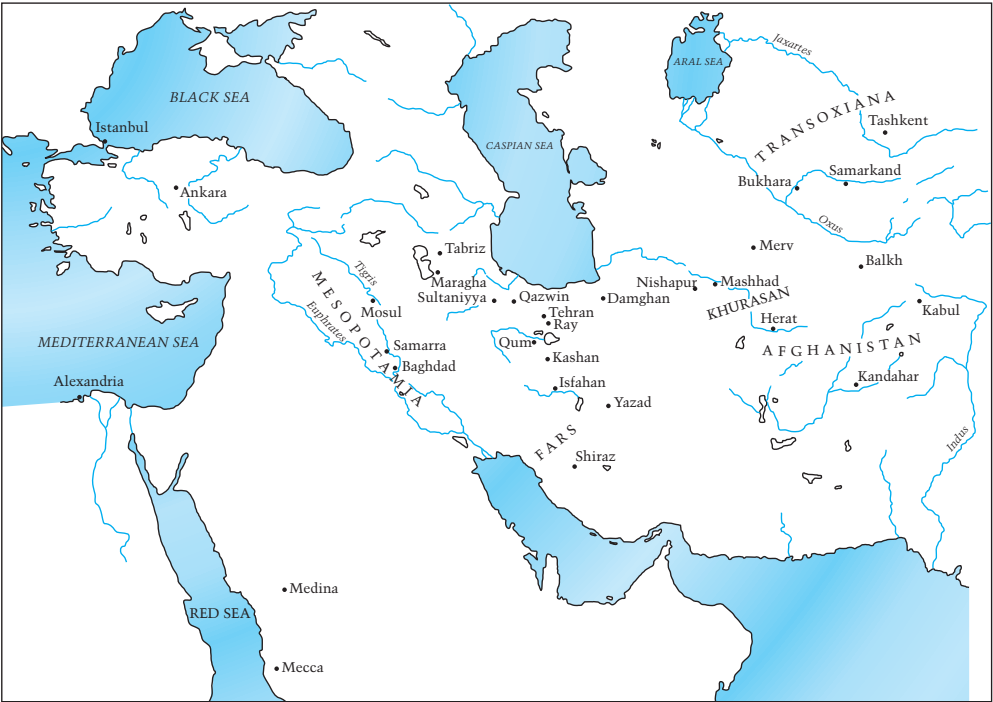 Jaxartes
ARAL SEA
BLACK SEA
TRANSOXIANA
Tashkent
Istanbul
CASPIAN SEA
Samarkand
Bukhara
Ankara
Oxus
Merv
Tabriz
Balkh
Tigris
Maragha
Nishapur
Mashhad
MESOPOTAMIA
Sultaniyya
Qazwin
Damghan
KHURASAN
Mosul
Tehran
Kabul
Euphrates
Ray
Herat
MEDITERRANEAN SEA
Samarra
Qum
AFGHANISTAN
Baghdad
Kashan
Alexandria
Isfahan
Kandahar
Yazad
FARS
Indus
Shiraz
Medina
RED SEA
Mecca